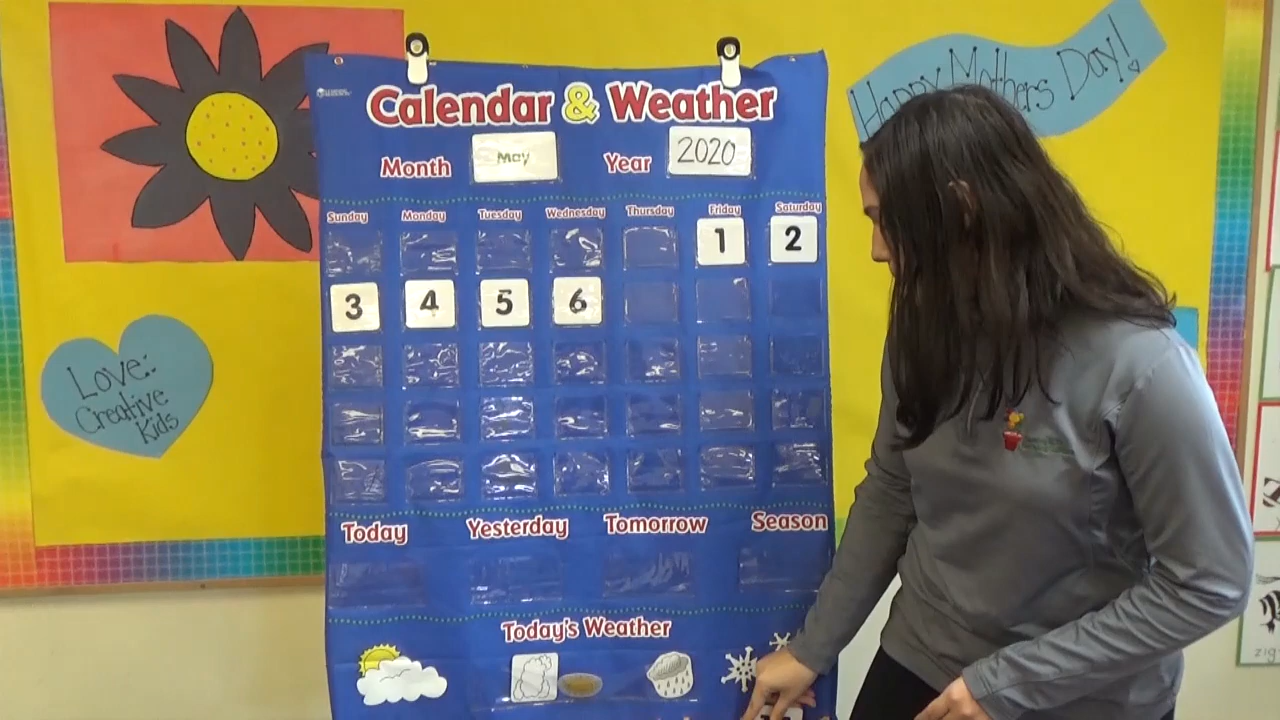 Happy Mothers Day!
Calendar & Weather
Month May Year 2020
Sunday Monday Tuesday Wednesday Thursday Friday Saturday
1 2
3 4 5 6
Love:
Creative
Kids
Today Yesterday Tomorrow Season
Today's Weather
zig